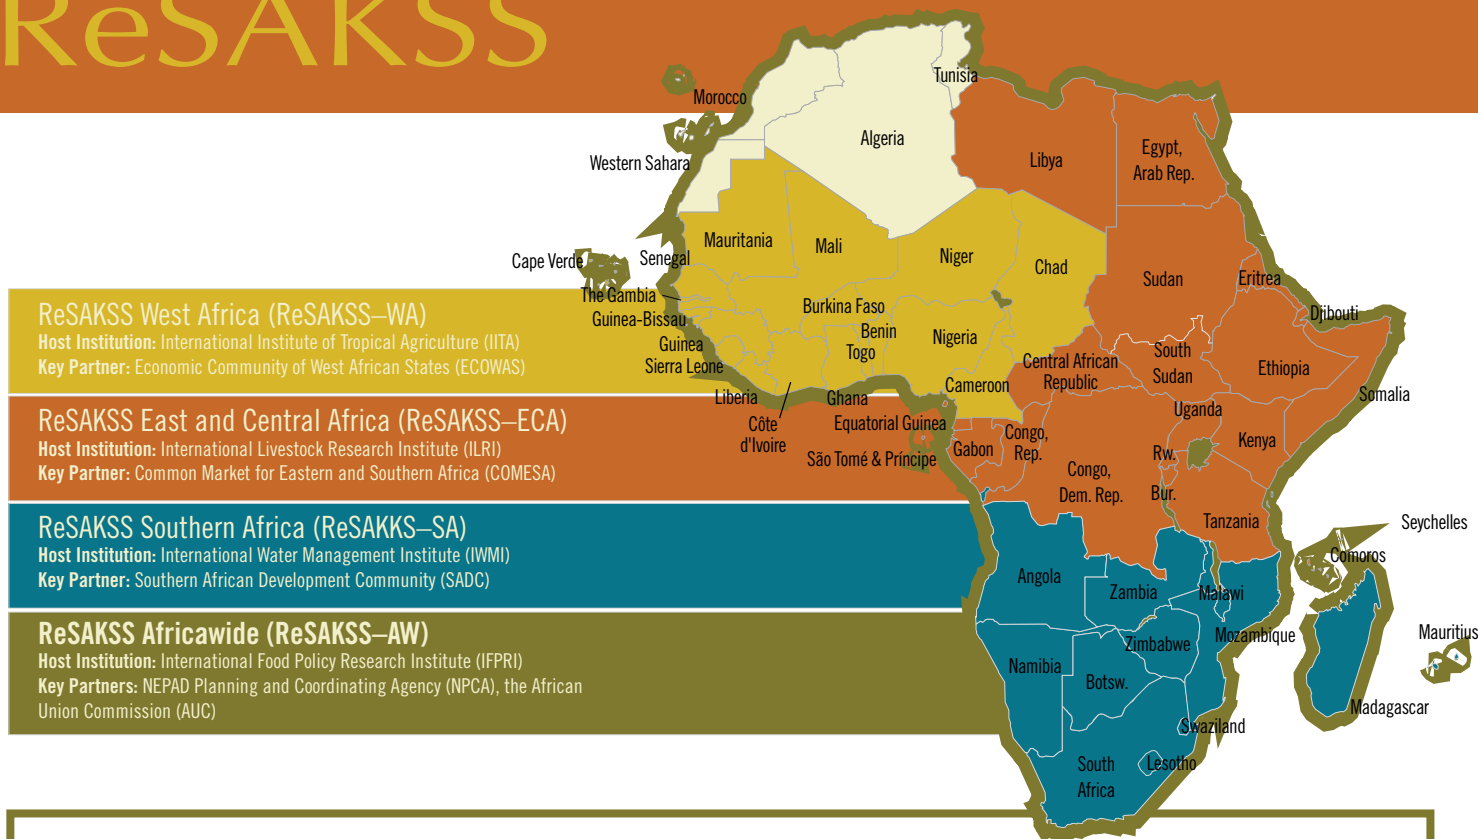 ReSAKSS
ReSAKSS West Africa (ReSAKSS–WA)
Host Institution: International Institute of Tropical Agriculture (IITA)
Key Partner: Economic Community of West African States (ECOWAS)
ReSAKSS East and Central Africa (ReSAKSS–ECA)
Host Institution: International Livestock Research Institute (ILRI)
Key Partner: Common Market for Eastern and Southern Africa (COMESA)
ReSAKSS Southern Africa (ReSAKKS–SA)
Host Institution: International Water Management Institute (IWMI)
Key Partner: Southern African Development Community (SADC)
ReSAKSS Africawide (ReSAKSS–AW)
Host Institution: International Food Policy Research Institute (IFPRI)
Key Partners: NEPAD Planning and Coordinating Agency (NPCA), the African
Union Commission (AUC)
Tunisia
Morocco
Algeria
Libya
Egypt,
Arab Rep.
Western Sahara
Mauritania
Mali
Niger
Chad
Sudan
Eritrea
Cape Verde
Senegal
The Gambia
Guinea-Bissau
Guinea
Sierra Leone
Liberia
Côte
d'Ivoire
Burkina Faso
Benin
Togo
Ghana
Nigeria
Cameroon
Central African
Republic
South
Sudan
Djibouti
Ethiopia
Somalia
Equatorial Guinea
São Tomé & Príncipe
Gabon
Congo,
Rep.
Congo,
Dem. Rep.
Uganda
Rw.
Bur.
Kenya
Tanzania
Seychelles
Comoros
Angola
Zambia
Malawi
Mozambique
Zimbabwe
Namibia
Botsw.
Swaziland
Lesotho
South
Africa
Mauritius
Madagascar